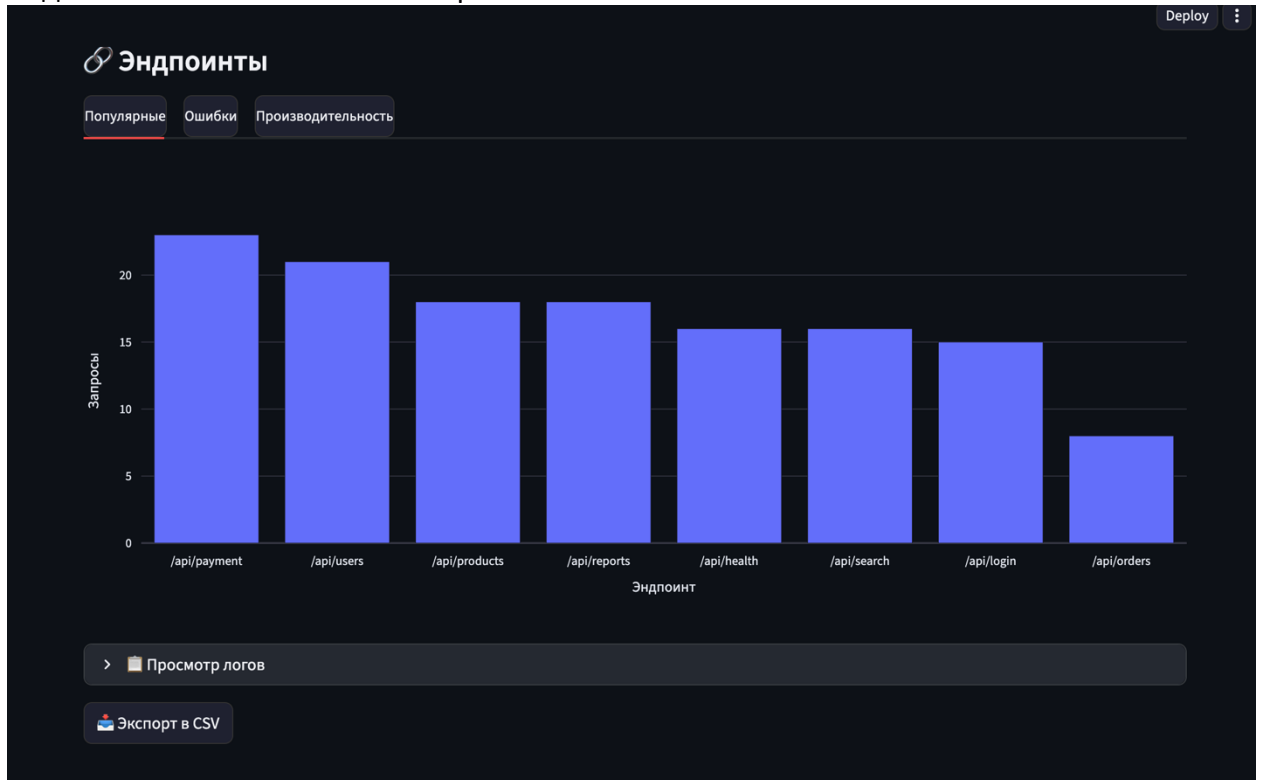 Deploy
Эндпоинты
Популярные Ошибки Производительность
20
15
10
5
0
Запросы
/api/payment /api/users /api/products /api/reports /api/health /api/search /api/login /api/orders
Эндпоинт
Просмотр логов
Экспорт в CSV